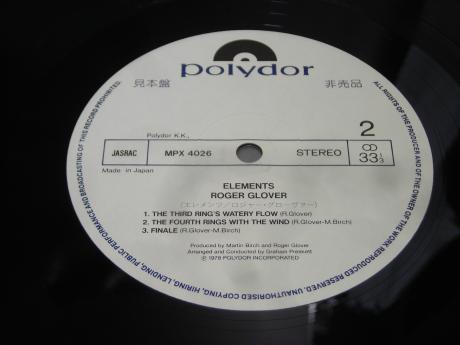 polydor
見本盤
非売品
Polydor K.K.,
2
JASRAC
MPX 4026
STEREO
33 1/3
Made in Japan
ELEMENTS
ROGER GLOVER
(エレメンツ/ロジャー・グローヴァー)
1. THE THIRD RING'S WATERY FLOW (R.Glover)
2. THE FOURTH RINGS WITH THE WIND (R.Glover-M.Birch)
3. FINALE (R.Glover-M.Birch)
Produced by Martin Birch and Roger Glover
Arranged and Conducted by Graham Preskett
℗ 1978 POLYDOR INCORPORATED
ALL RIGHTS OF THE PRODUCER AND OF THE OWNER OF THE WORK REPRODUCED RESERVED. UNAUTHORISED COPYING, HIRING, LENDING, PUBLIC PERFORMANCE AND BROADCASTING OF THIS RECORD PROHIBITED.